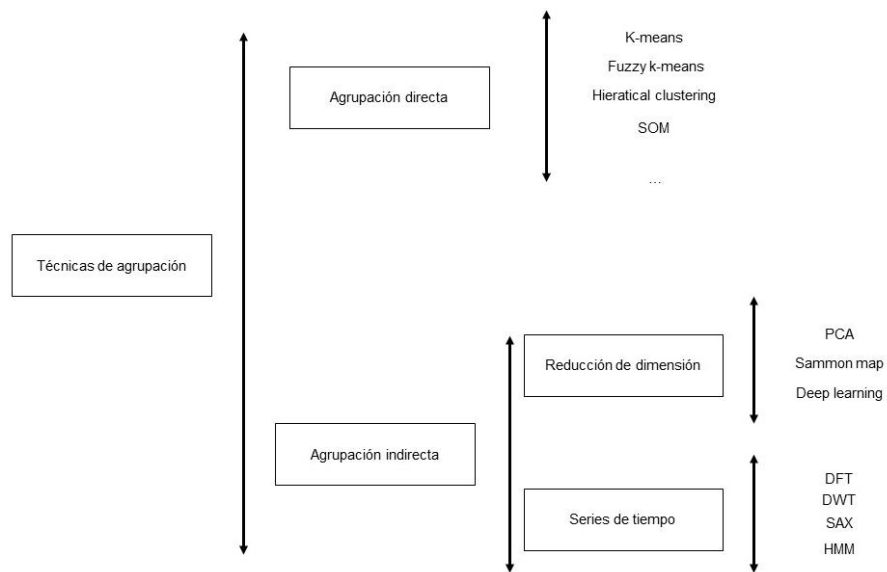 Técnicas de agrupación
Agrupación directa
K-means
Fuzzy k-means
Hieratical clustering
SOM
...
Agrupación indirecta
Reducción de dimensión
PCA
Sammon map
Deep learning
Series de tiempo
DFT
DWT
SAX
HMM